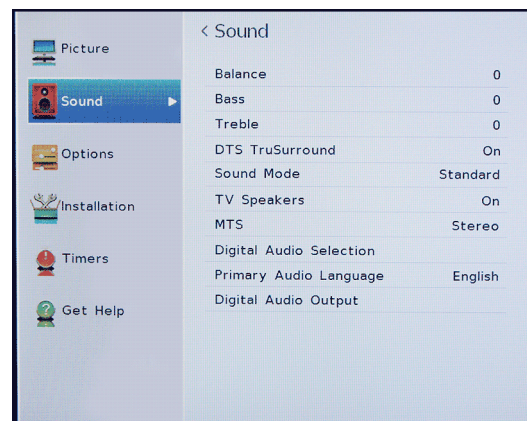 Picture
Sound
Options
Installation
Timers
Get Help
< Sound
Balance 0
Bass 0
Treble 0
DTS TruSurround On
Sound Mode Standard
TV Speakers On
MTS Stereo
Digital Audio Selection
Primary Audio Language English
Digital Audio Output